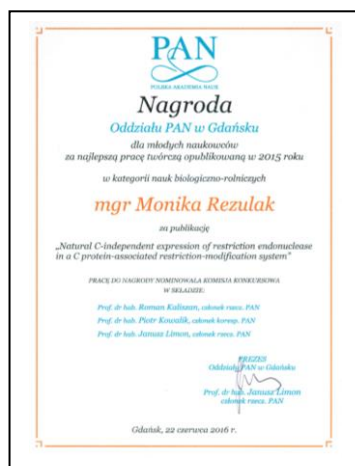 PAN
POLSKA AKADEMIA NAUK
Nagroda
Oddziału PAN w Gdańsku
dla młodych naukowców
za najlepszą pracę twórczą opublikowaną w 2015 roku
w kategorii nauk biologiczno-rolniczych
mgr Monika Rezulak
za publikację
„Natural C-independent expression of restriction endonuclease
in a C protein-associated restriction-modification system”
PRACĘ DO NAGRODY NOMINOWAŁA KOMISJA KONKURSOWA
W SKŁADZIE:
Prof. dr hab. Roman Kaliszan, członek rzecz. PAN
Prof. dr hab. Piotr Kowalik, członek koresp. PAN
Prof. dr hab. Janusz Limon, członek rzecz. PAN
PREZES
Oddziału PAN w Gdańsku
Prof. dr hab. Janusz Limon
członek rzecz. PAN
Gdańsk, 22 czerwca 2016 r.